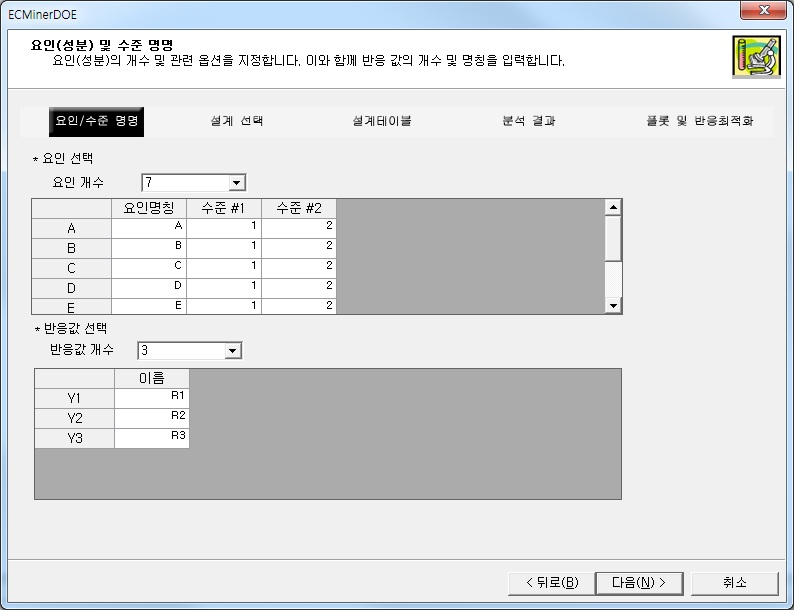 ECMinerDOE
요인(성분) 및 수준 명명
요인(성분)의 개수 및 관련 옵션을 지정합니다. 이와 함께 반응 값의 개수 및 명칭을 입력합니다.
요인/수준 명명 설계 선택 설계테이블 분석 결과 플롯 및 반응최적화
* 요인 선택
요인 개수 7
요인명칭 수준 #1 수준 #2
A A 1 2
B B 1 2
C C 1 2
D D 1 2
E E 1 2
* 반응값 선택
반응값 개수 3
이름
Y1 R1
Y2 R2
Y3 R3
< 뒤로(B) 다음(N) > 취소